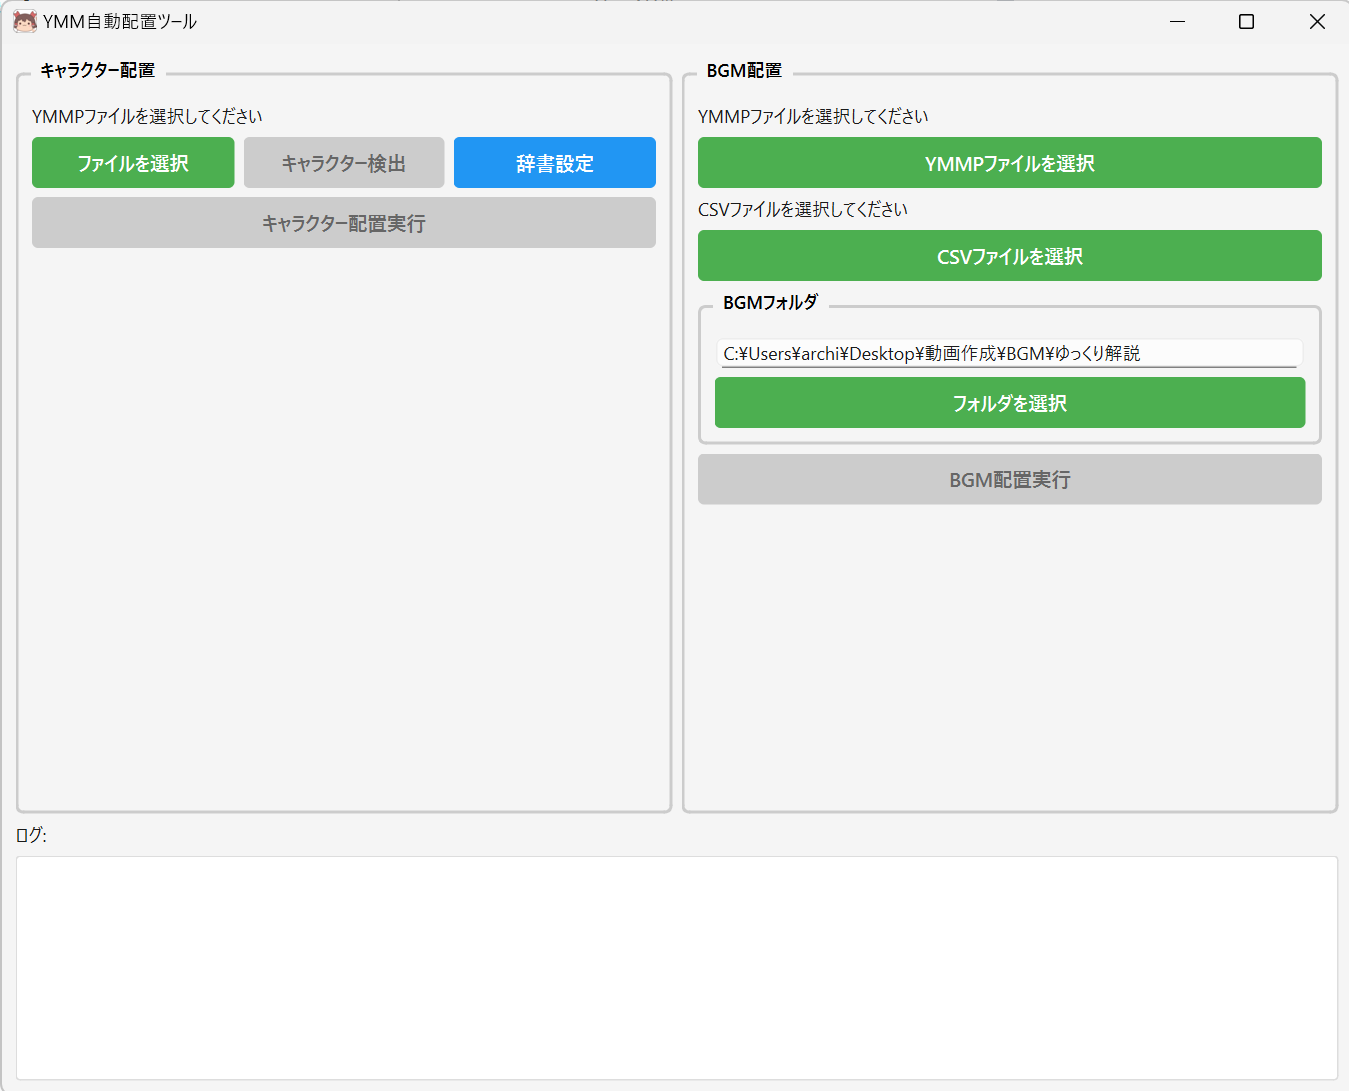 YMM自動配置ツール
キャラクター配置
YMMPファイルを選択してください
ファイルを選択
キャラクター検出
辞書設定
キャラクター配置実行
BGM配置
YMMPファイルを選択してください
YMMPファイルを選択
CSVファイルを選択してください
CSVファイルを選択
BGMフォルダ
C:¥Users¥archi¥Desktop¥動画作成¥BGM¥ゆっくり解説
フォルダを選択
BGM配置実行
ログ: